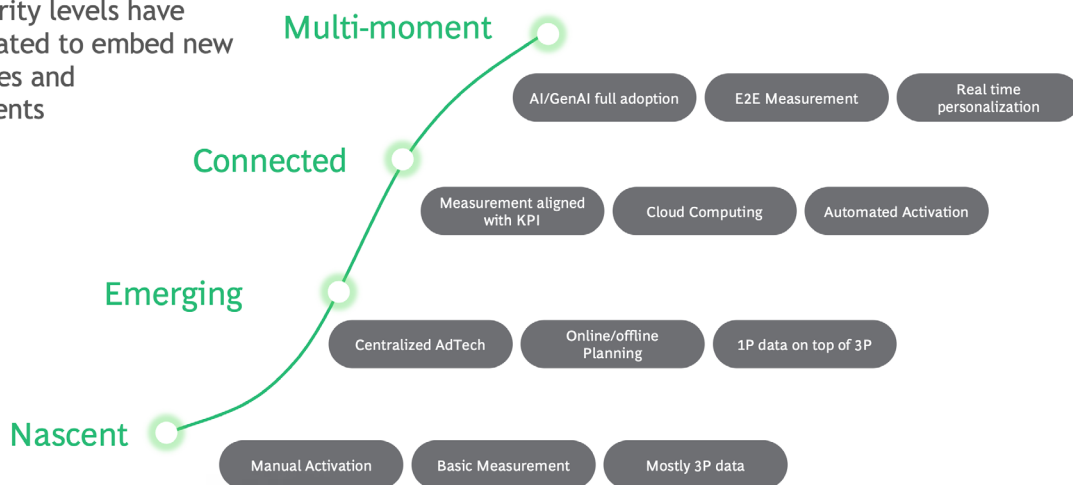 rity levels have
ated to embed new
es and
ents
Multi-moment
AI/GenAI full adoption
E2E Measurement
Real time
personalization
Connected
Measurement aligned
with KPI
Cloud Computing
Automated Activation
Emerging
Centralized AdTech
Online/offline
Planning
1P data on top of 3P
Nascent
Manual Activation
Basic Measurement
Mostly 3P data